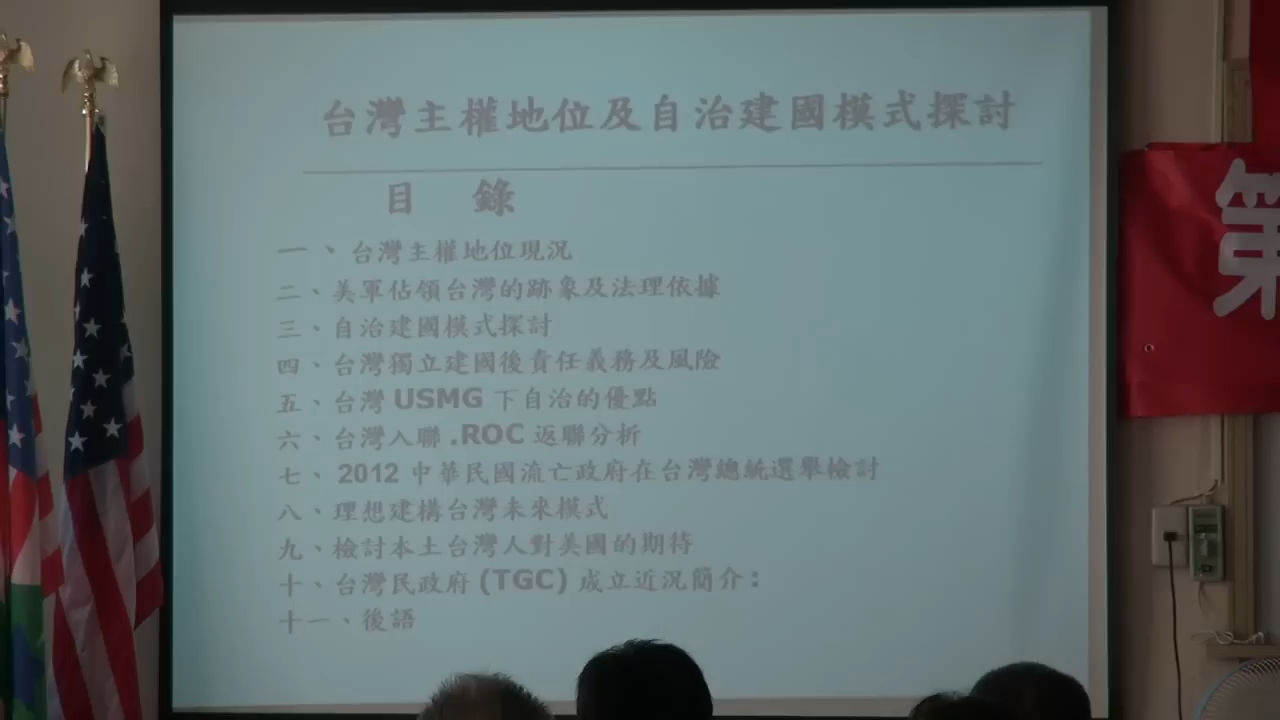 台灣主權地位及自治建國模式探討
目 錄
一、台灣主權地位現況
二、美軍佔領台灣的跡象及法理依據
三、自治建國模式探討
四、台灣獨立建國後責任義務及風險
五、台灣 USMG 下自治的優點
六、台灣入聯.ROC 返聯分析
七、2012 中華民國流亡政府在台灣總統選舉檢討
八、理想建構台灣未來模式
九、檢討本土台灣人對美國的期待
十、台灣民政府 (TGC) 成立近況簡介:
十一、後語
第